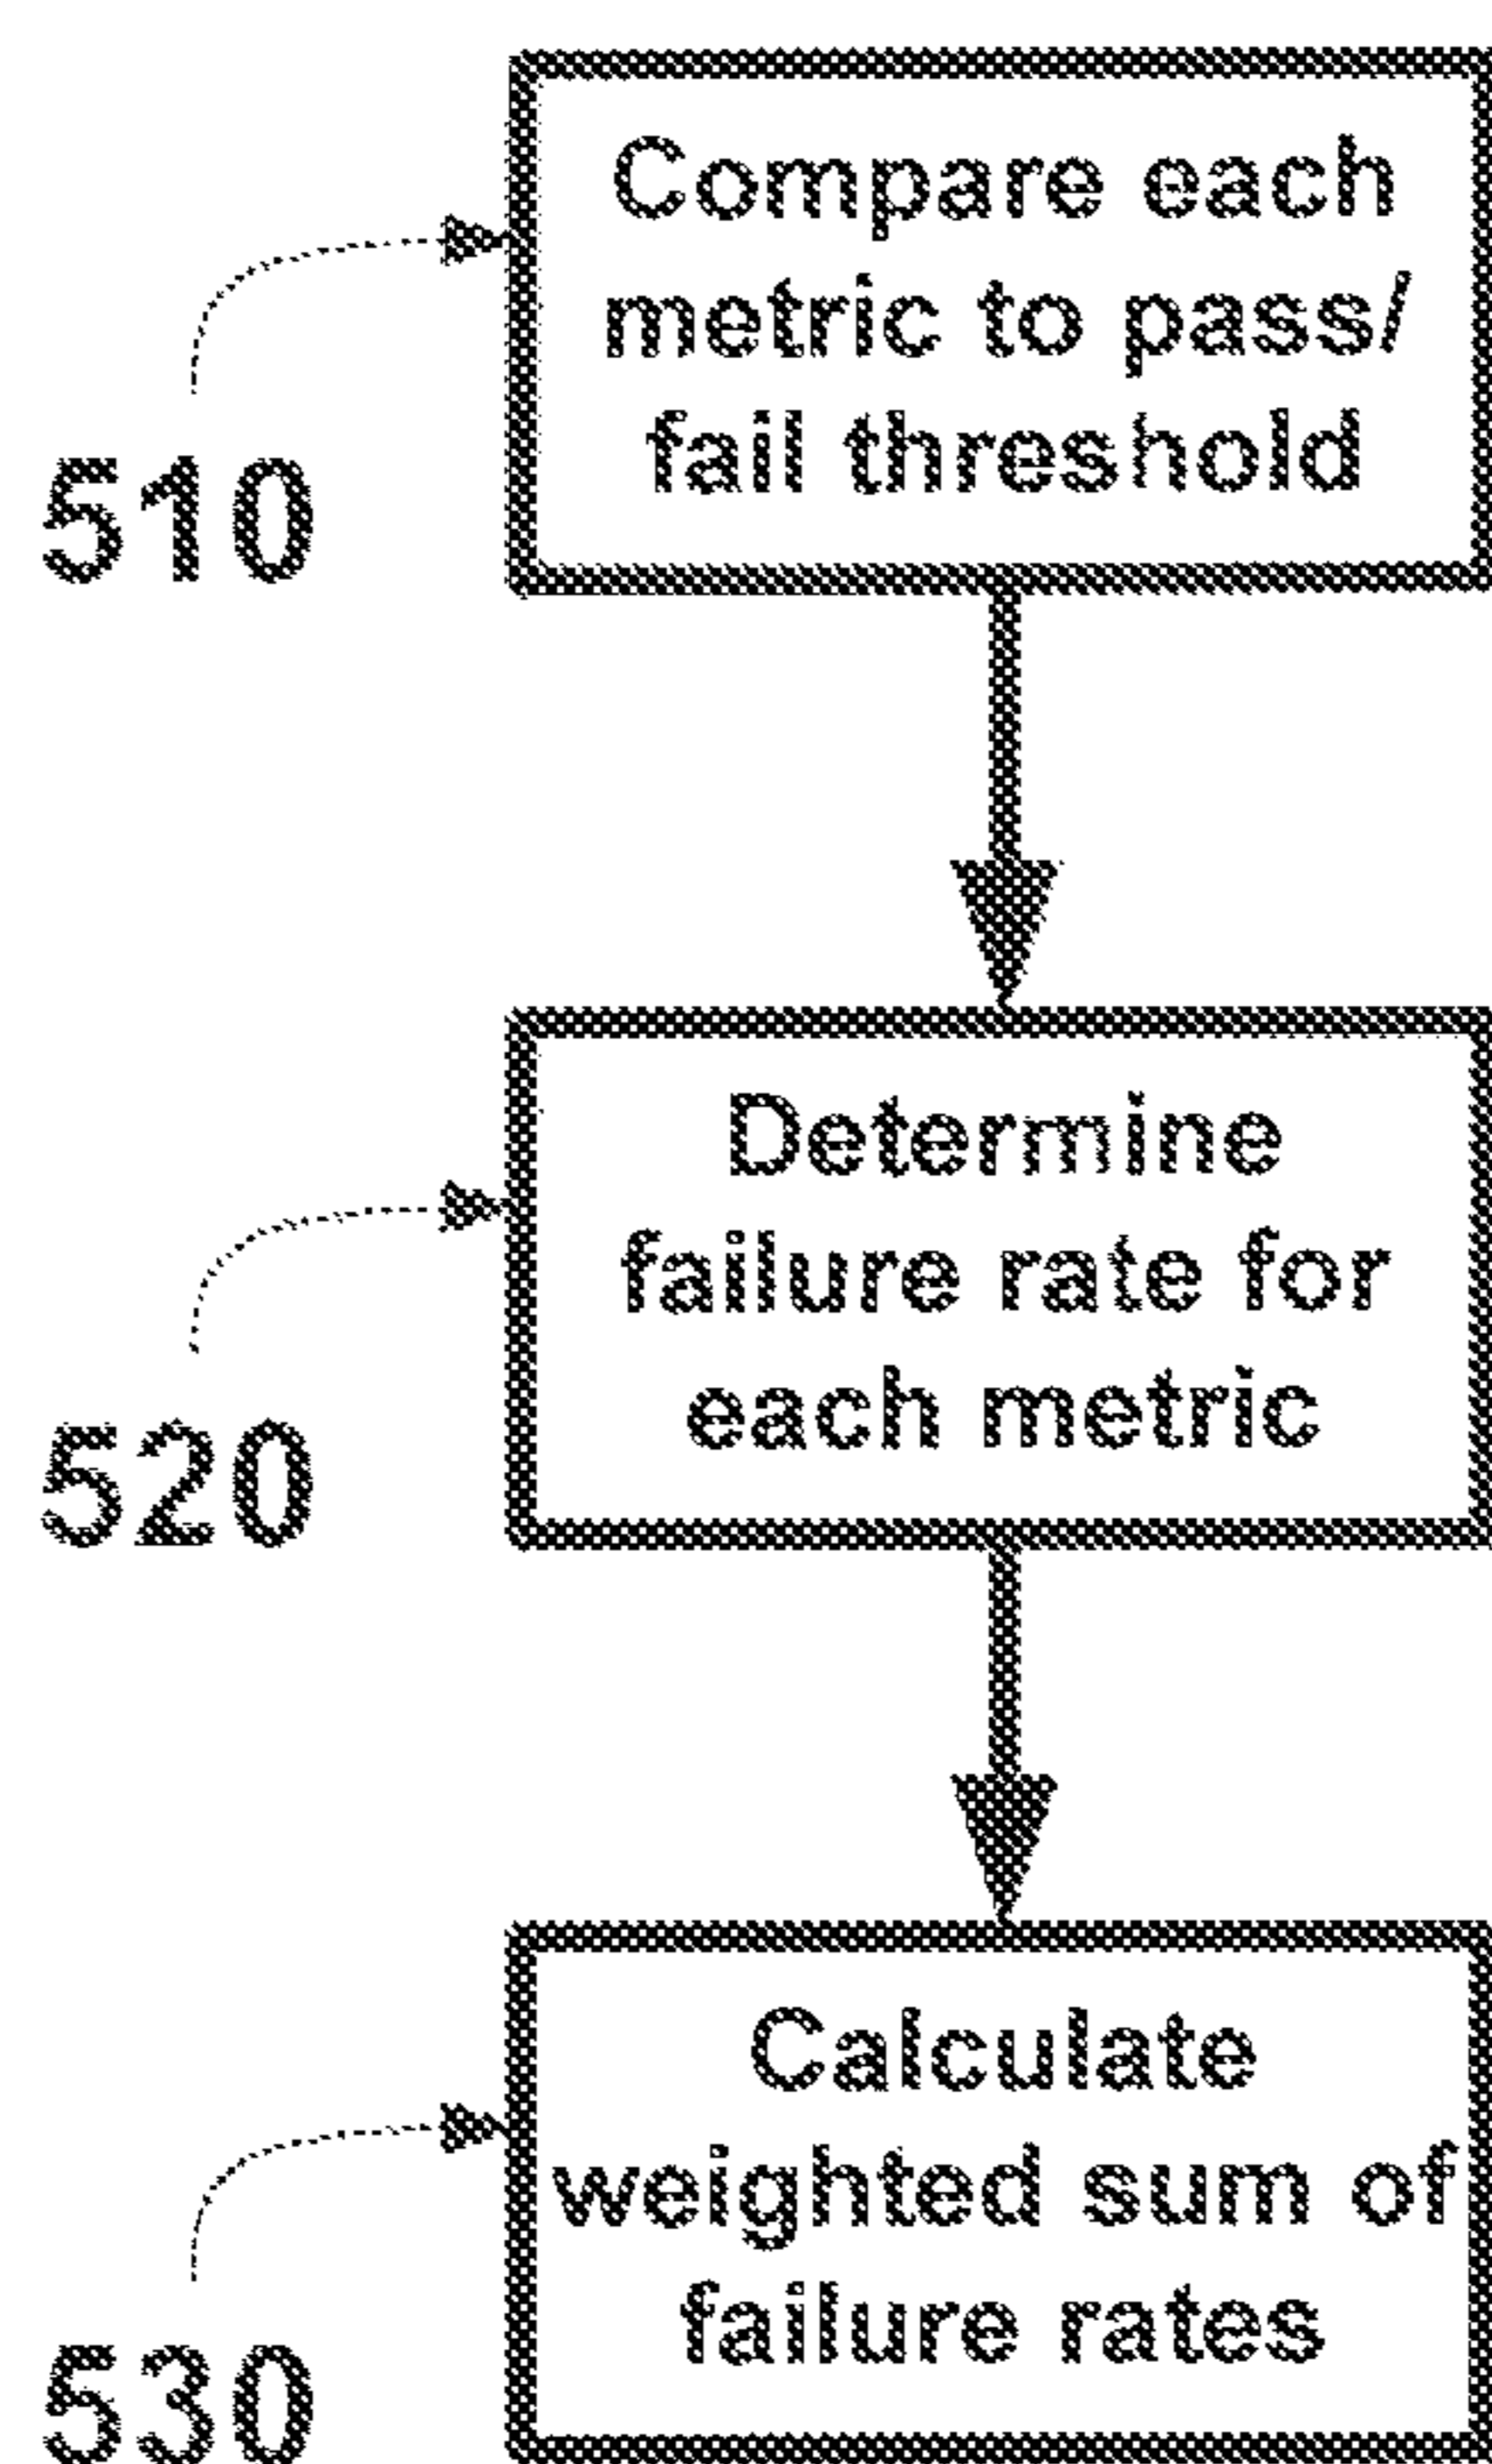 Compare each
metric to pass/
fail threshold
510
Determine
failure rate for
each metric
520
Calculate
weighted sum of
failure rates
530